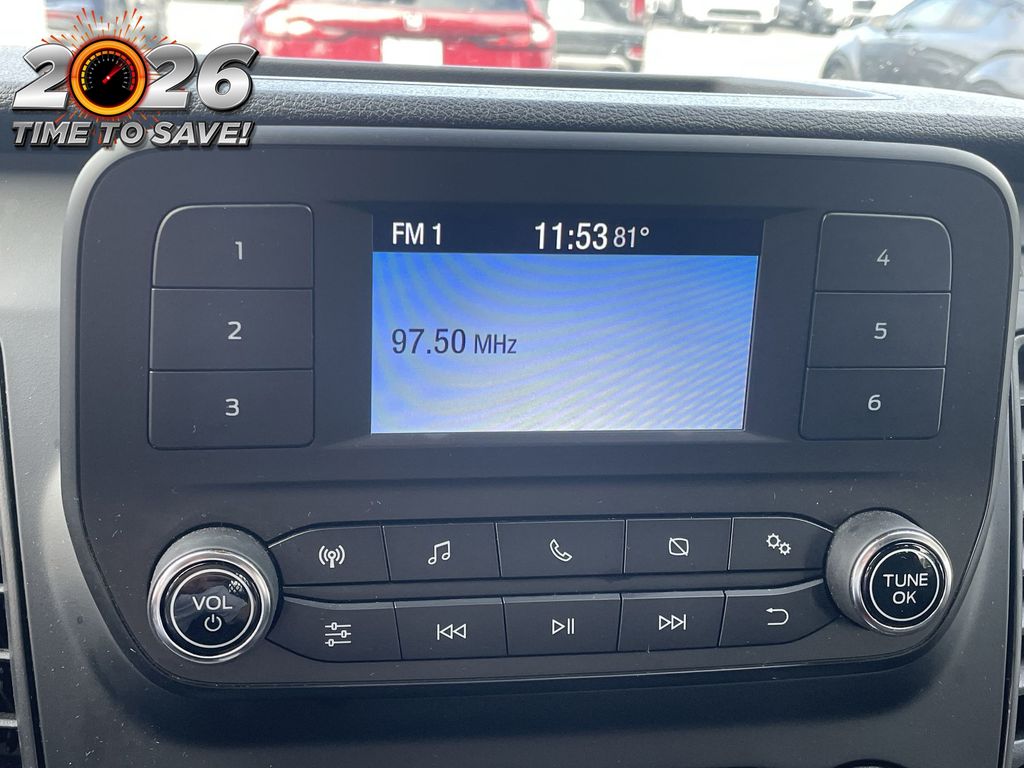 2026
TIME TO SAVE!
FM 1 11:53 81°
97.50 MHz
1
2
3
4
5
6
VOL
TUNE
OK